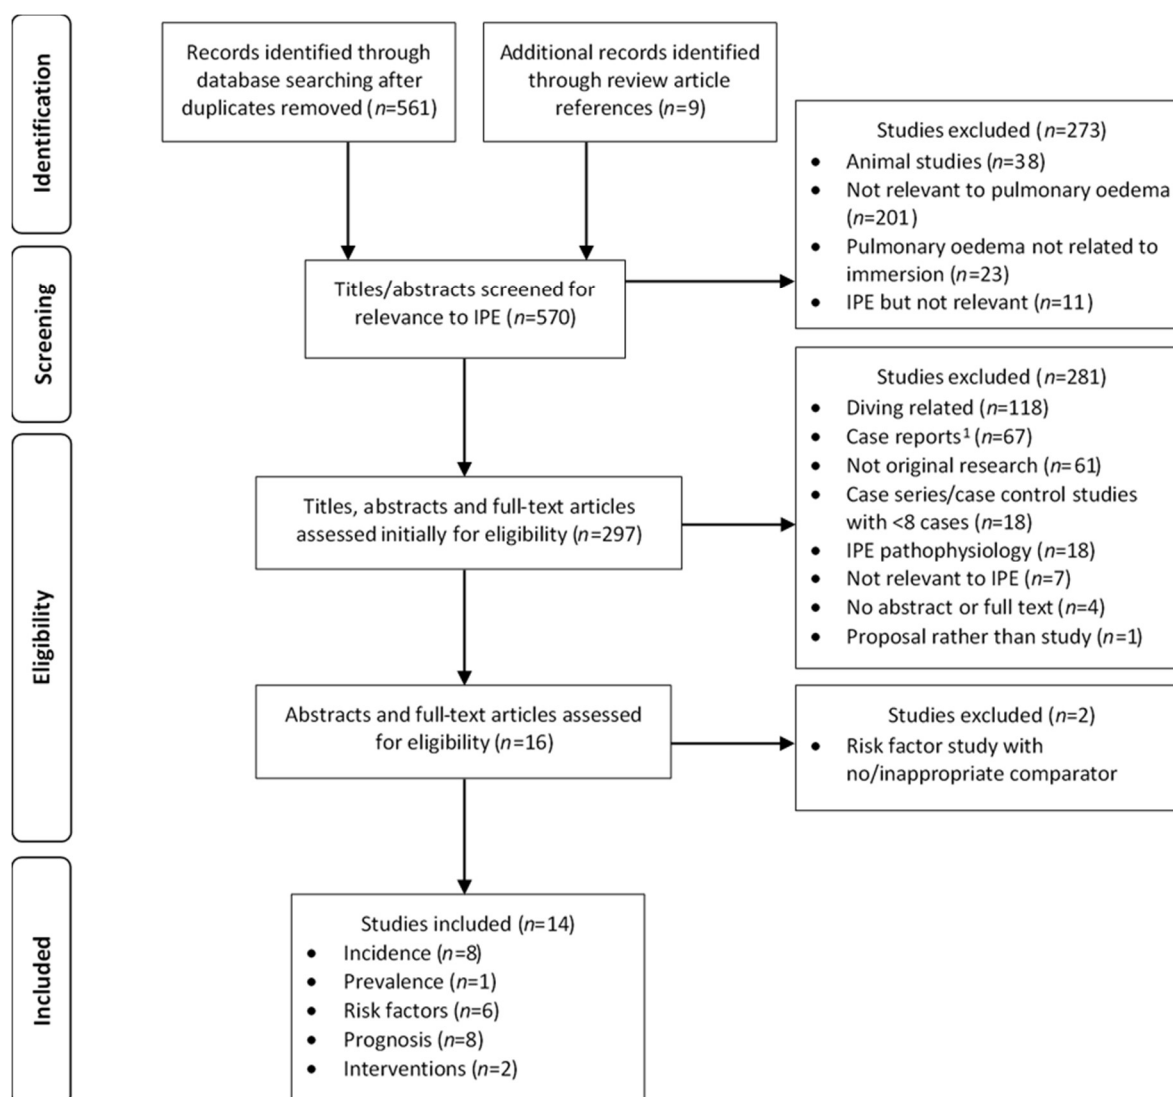 Identification
Records identified through
database searching after
duplicates removed (n=561)
Additional records identified
through review article
references (n=9)
Studies excluded (n=273)
• Animal studies (n=38)
• Not relevant to pulmonary oedema
(n=201)
• Pulmonary oedema not related to
immersion (n=23)
• IPE but not relevant (n=11)
Screening
Titles/abstracts screened for
relevance to IPE (n=570)
Studies excluded (n=281)
• Diving related (n=118)
• Case reports¹ (n=67)
• Not original research (n=61)
• Case series/case control studies
with <8 cases (n=18)
• IPE pathophysiology (n=18)
• Not relevant to IPE (n=7)
• No abstract or full text (n=4)
• Proposal rather than study (n=1)
Eligibility
Titles, abstracts and full-text articles
assessed initially for eligibility (n=297)
Abstracts and full-text articles assessed
for eligibility (n=16)
Studies excluded (n=2)
• Risk factor study with
no/inappropriate comparator
Included
Studies included (n=14)
• Incidence (n=8)
• Prevalence (n=1)
• Risk factors (n=6)
• Prognosis (n=8)
• Interventions (n=2)